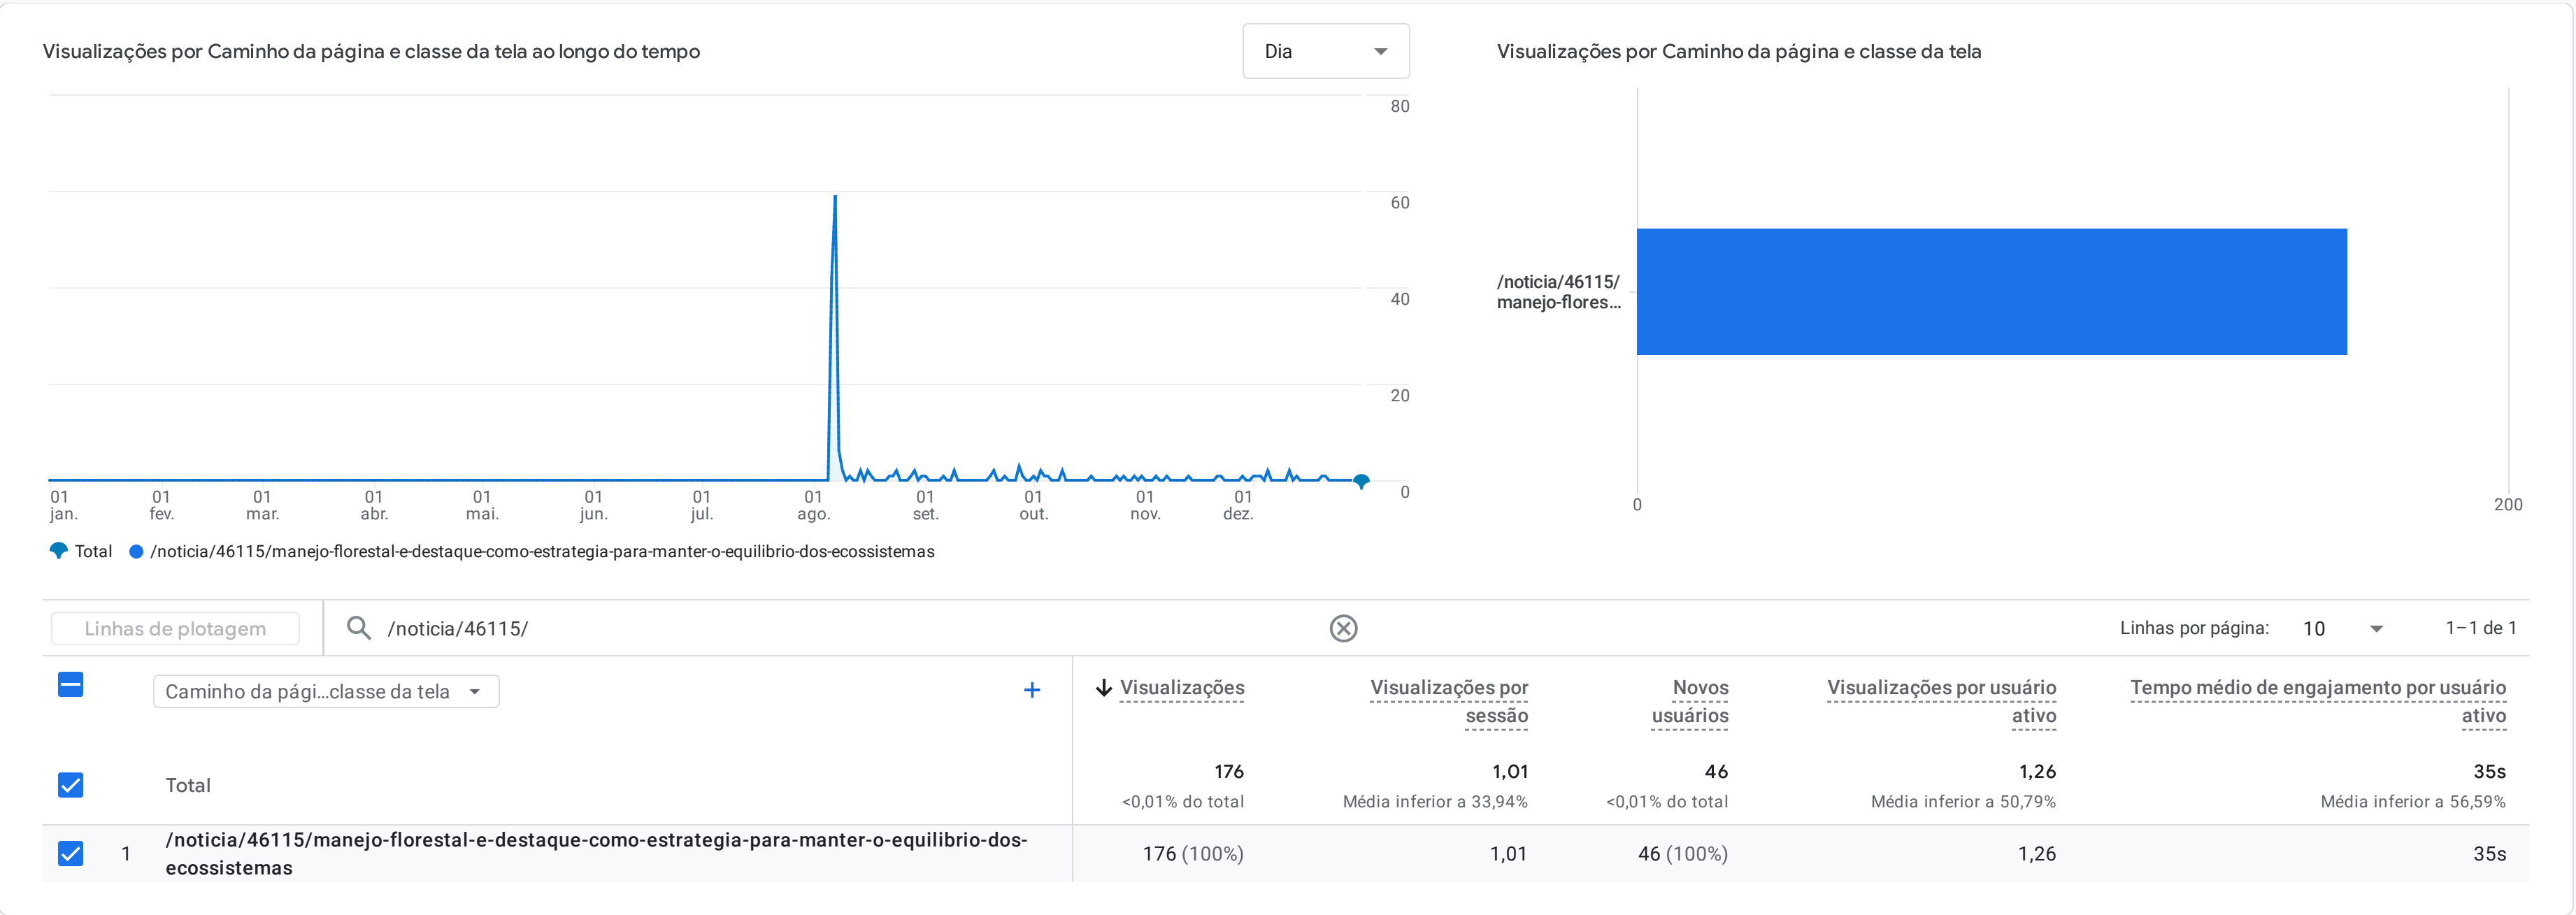 Visualizações por Caminho da página e classe da tela ao longo do tempo
Dia
80
60
40
20
0
01 jan.
01 fev.
01 mar.
01 abr.
01 mai.
01 jun.
01 jul.
01 ago.
01 set.
01 out.
01 nov.
01 dez.
Total
/noticia/46115/manejo-florestal-e-destaque-como-estrategia-para-manter-o-equilibrio-dos-ecossistemas
Visualizações por Caminho da página e classe da tela
/noticia/46115/
manejo-flores...
0
200
Linhas de plotagem
/noticia/46115/
Linhas por página:
10
1–1 de 1
Caminho da pági...classe da tela
+
Visualizações
Visualizações por
sessão
Novos
usuários
Visualizações por usuário
ativo
Tempo médio de engajamento por usuário
ativo
Total
176
<0,01% do total
1,01
Média inferior a 33,94%
46
<0,01% do total
1,26
Média inferior a 50,79%
35s
Média inferior a 56,59%
1
/noticia/46115/manejo-florestal-e-destaque-como-estrategia-para-manter-o-equilibrio-dos-
ecossistemas
176 (100%)
1,01
46 (100%)
1,26
35s